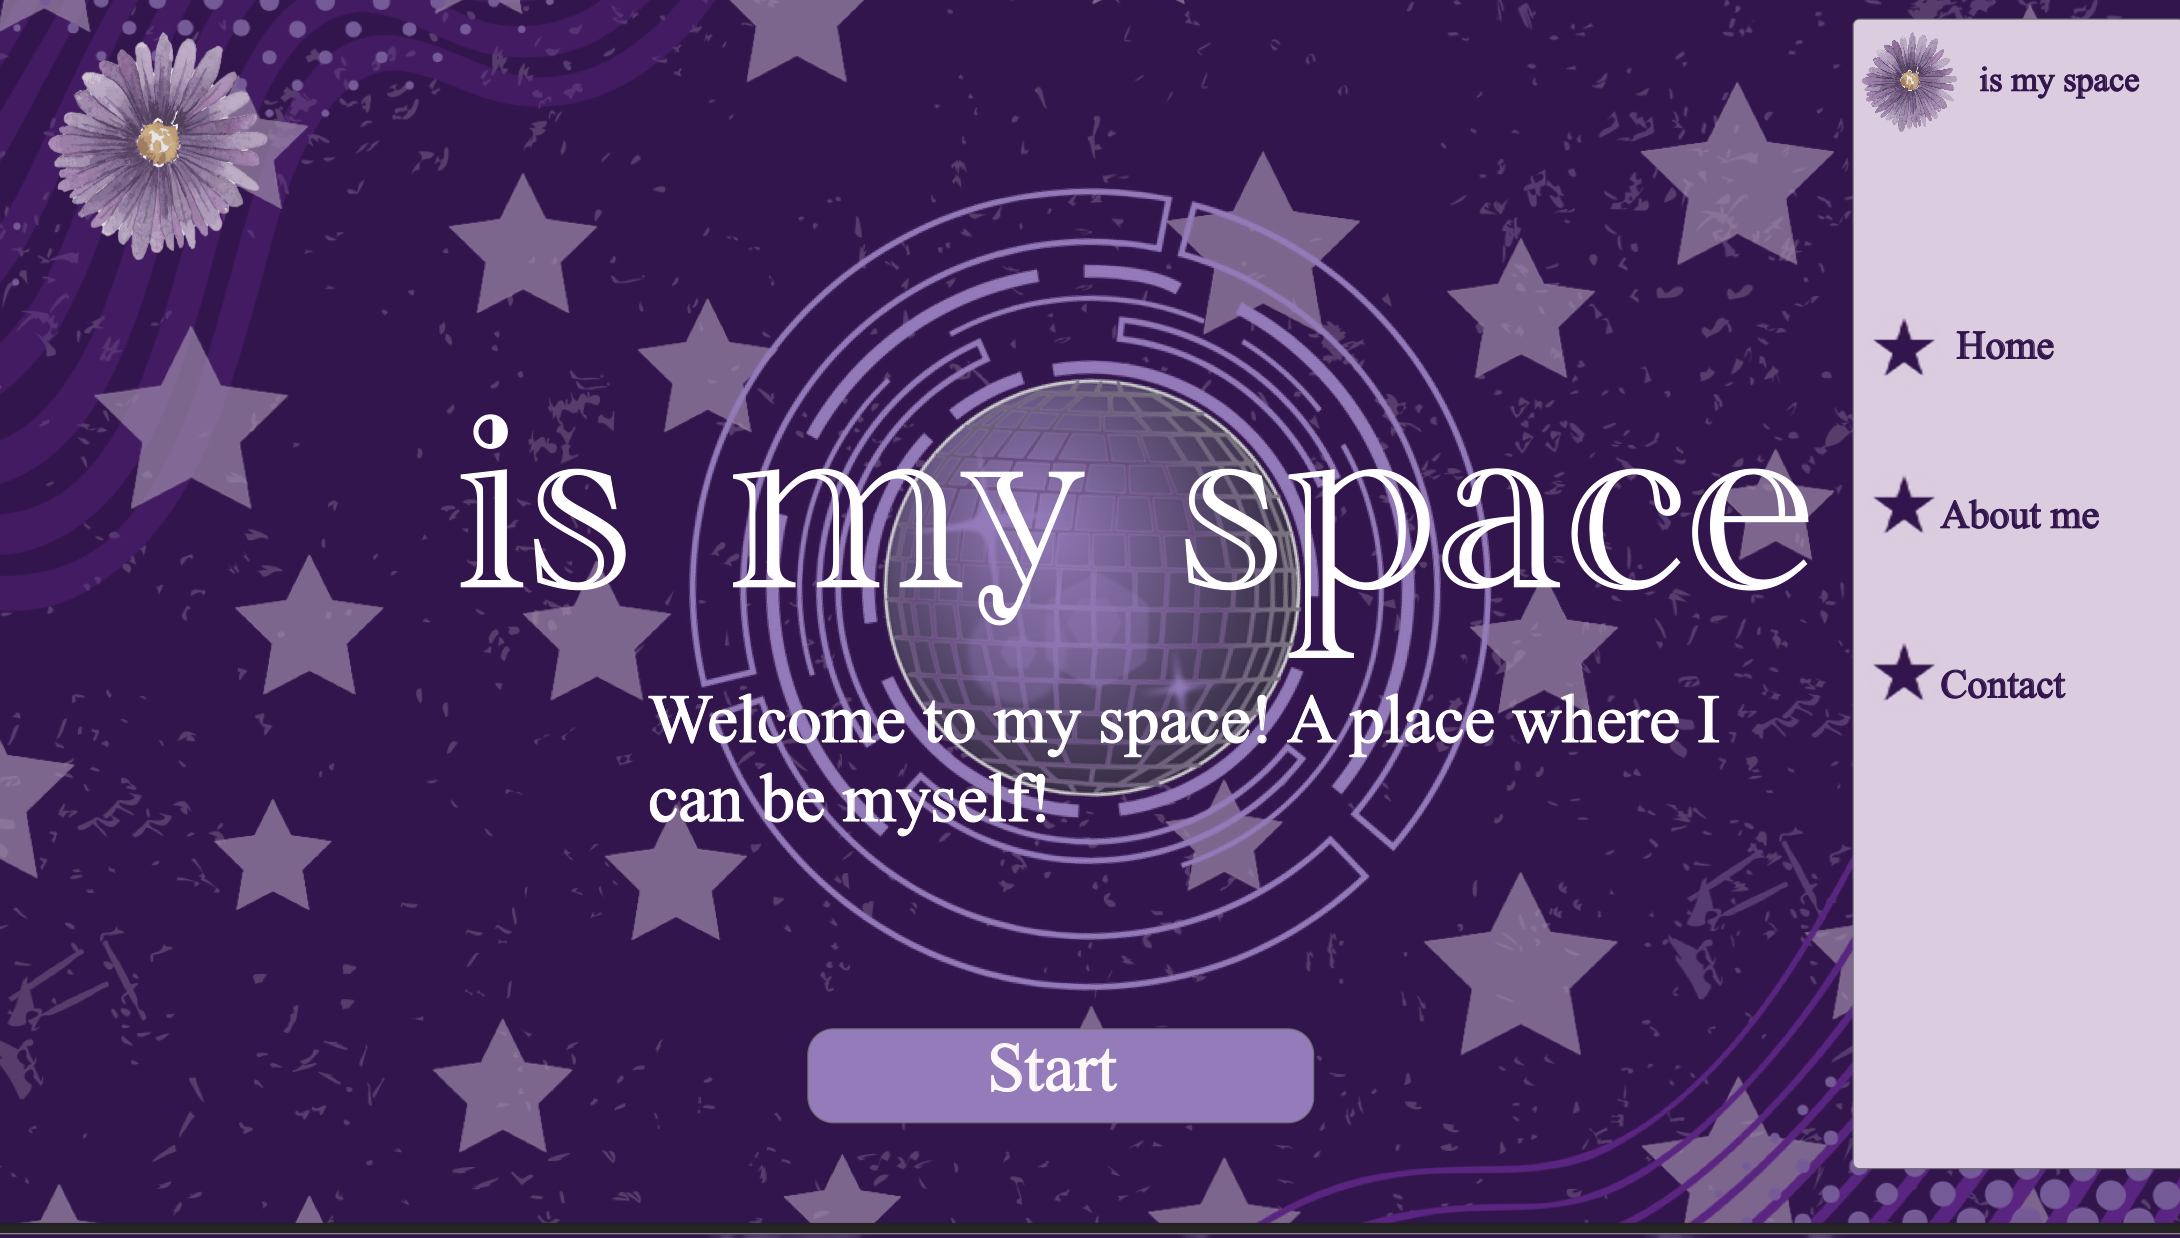 is my space
Welcome to my space! A place where I
can be myself!
Start
is my space
Home
About me
Contact